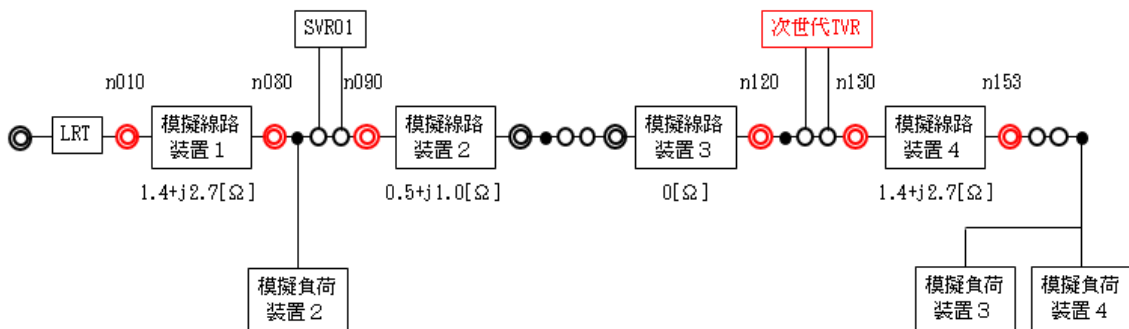 SVR01
次世代TVR
n010
n080
n090
n120
n130
n153
LRT
模擬線路
装置1
模擬線路
装置2
模擬線路
装置3
模擬線路
装置4
1.4+j2.7[Ω]
0.5+j1.0[Ω]
0[Ω]
1.4+j2.7[Ω]
模擬負荷
装置2
模擬負荷
装置3
模擬負荷
装置4